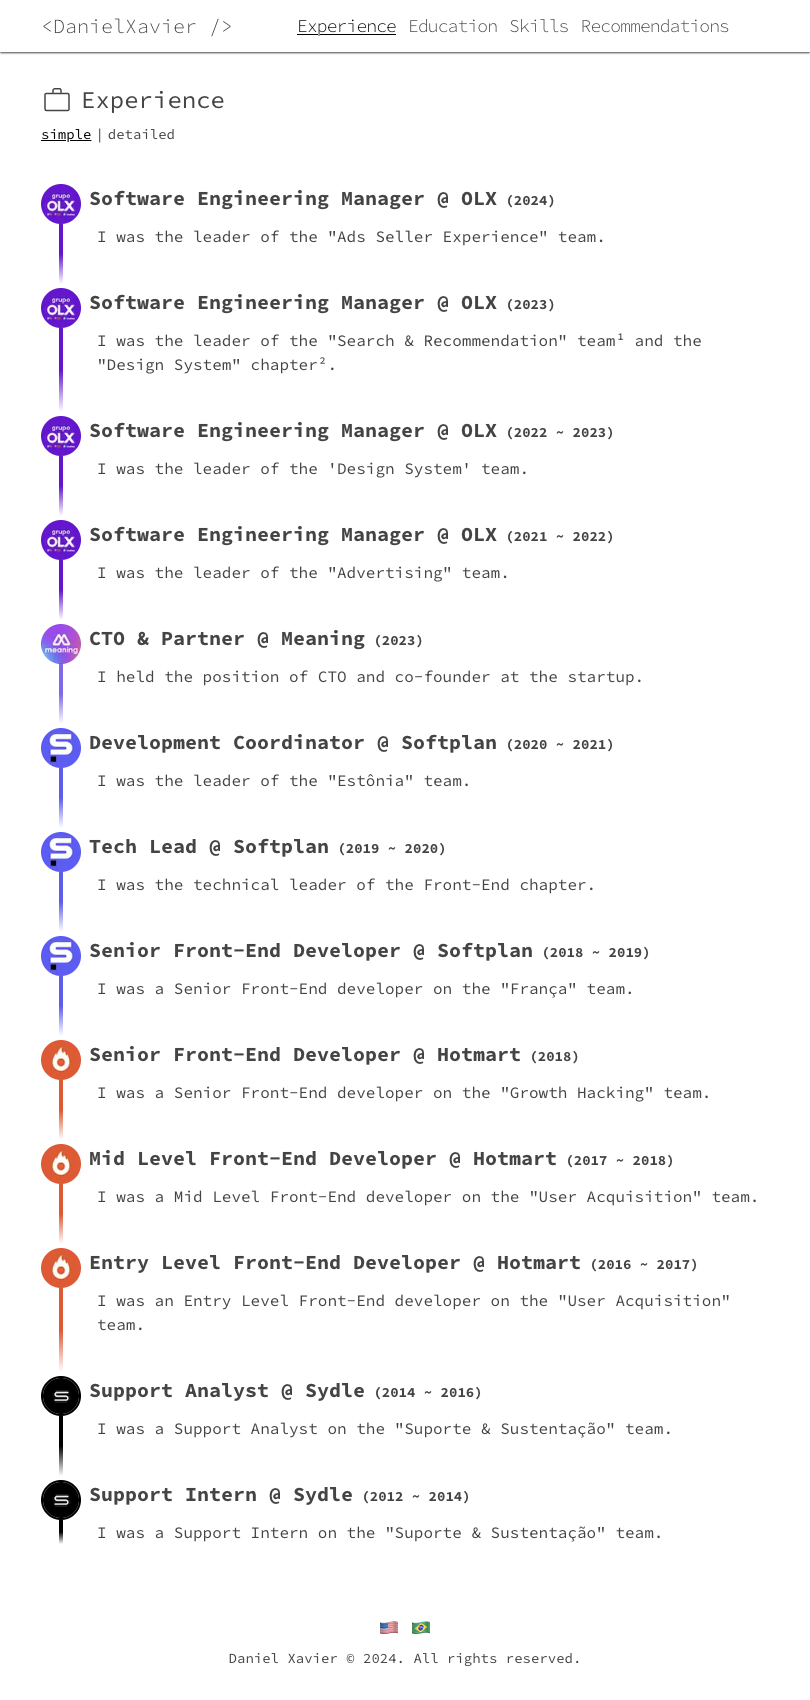 <DanielXavier />
Experience Education Skills Recommendations
Experience
simple | detailed
grupo
OLX
Software Engineering Manager @ OLX (2024)
I was the leader of the "Ads Seller Experience" team.
grupo
OLX
Software Engineering Manager @ OLX (2023)
I was the leader of the "Search & Recommendation" team¹ and the
"Design System" chapter².
grupo
OLX
Software Engineering Manager @ OLX (2022 ~ 2023)
I was the leader of the 'Design System' team.
grupo
OLX
Software Engineering Manager @ OLX (2021 ~ 2022)
I was the leader of the "Advertising" team.
meaning
CTO & Partner @ Meaning (2023)
I held the position of CTO and co-founder at the startup.
Development Coordinator @ Softplan (2020 ~ 2021)
I was the leader of the "Estônia" team.
Tech Lead @ Softplan (2019 ~ 2020)
I was the technical leader of the Front-End chapter.
Senior Front-End Developer @ Softplan (2018 ~ 2019)
I was a Senior Front-End developer on the "França" team.
Senior Front-End Developer @ Hotmart (2018)
I was a Senior Front-End developer on the "Growth Hacking" team.
Mid Level Front-End Developer @ Hotmart (2017 ~ 2018)
I was a Mid Level Front-End developer on the "User Acquisition" team.
Entry Level Front-End Developer @ Hotmart (2016 ~ 2017)
I was an Entry Level Front-End developer on the "User Acquisition"
team.
Support Analyst @ Sydle (2014 ~ 2016)
I was a Support Analyst on the "Suporte & Sustentação" team.
Support Intern @ Sydle (2012 ~ 2014)
I was a Support Intern on the "Suporte & Sustentação" team.
Daniel Xavier © 2024. All rights reserved.